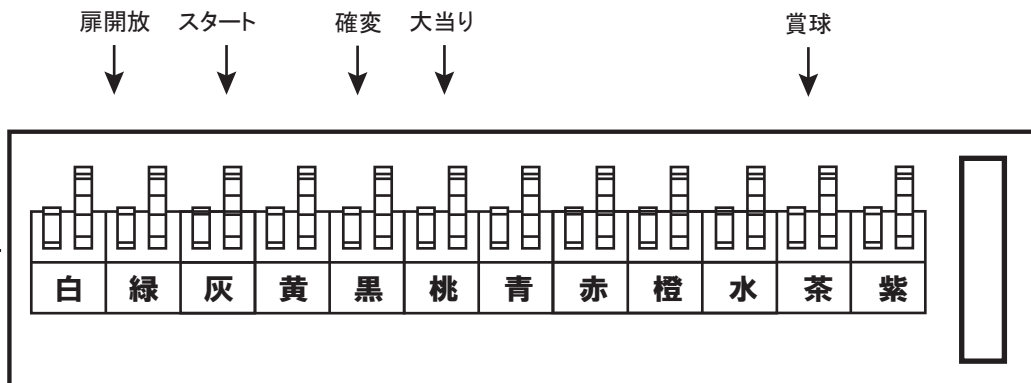 扉開放 スタート 確変 大当り 賞球
白 緑 灰 黄 黒 桃 青 赤 橙 水 茶 紫